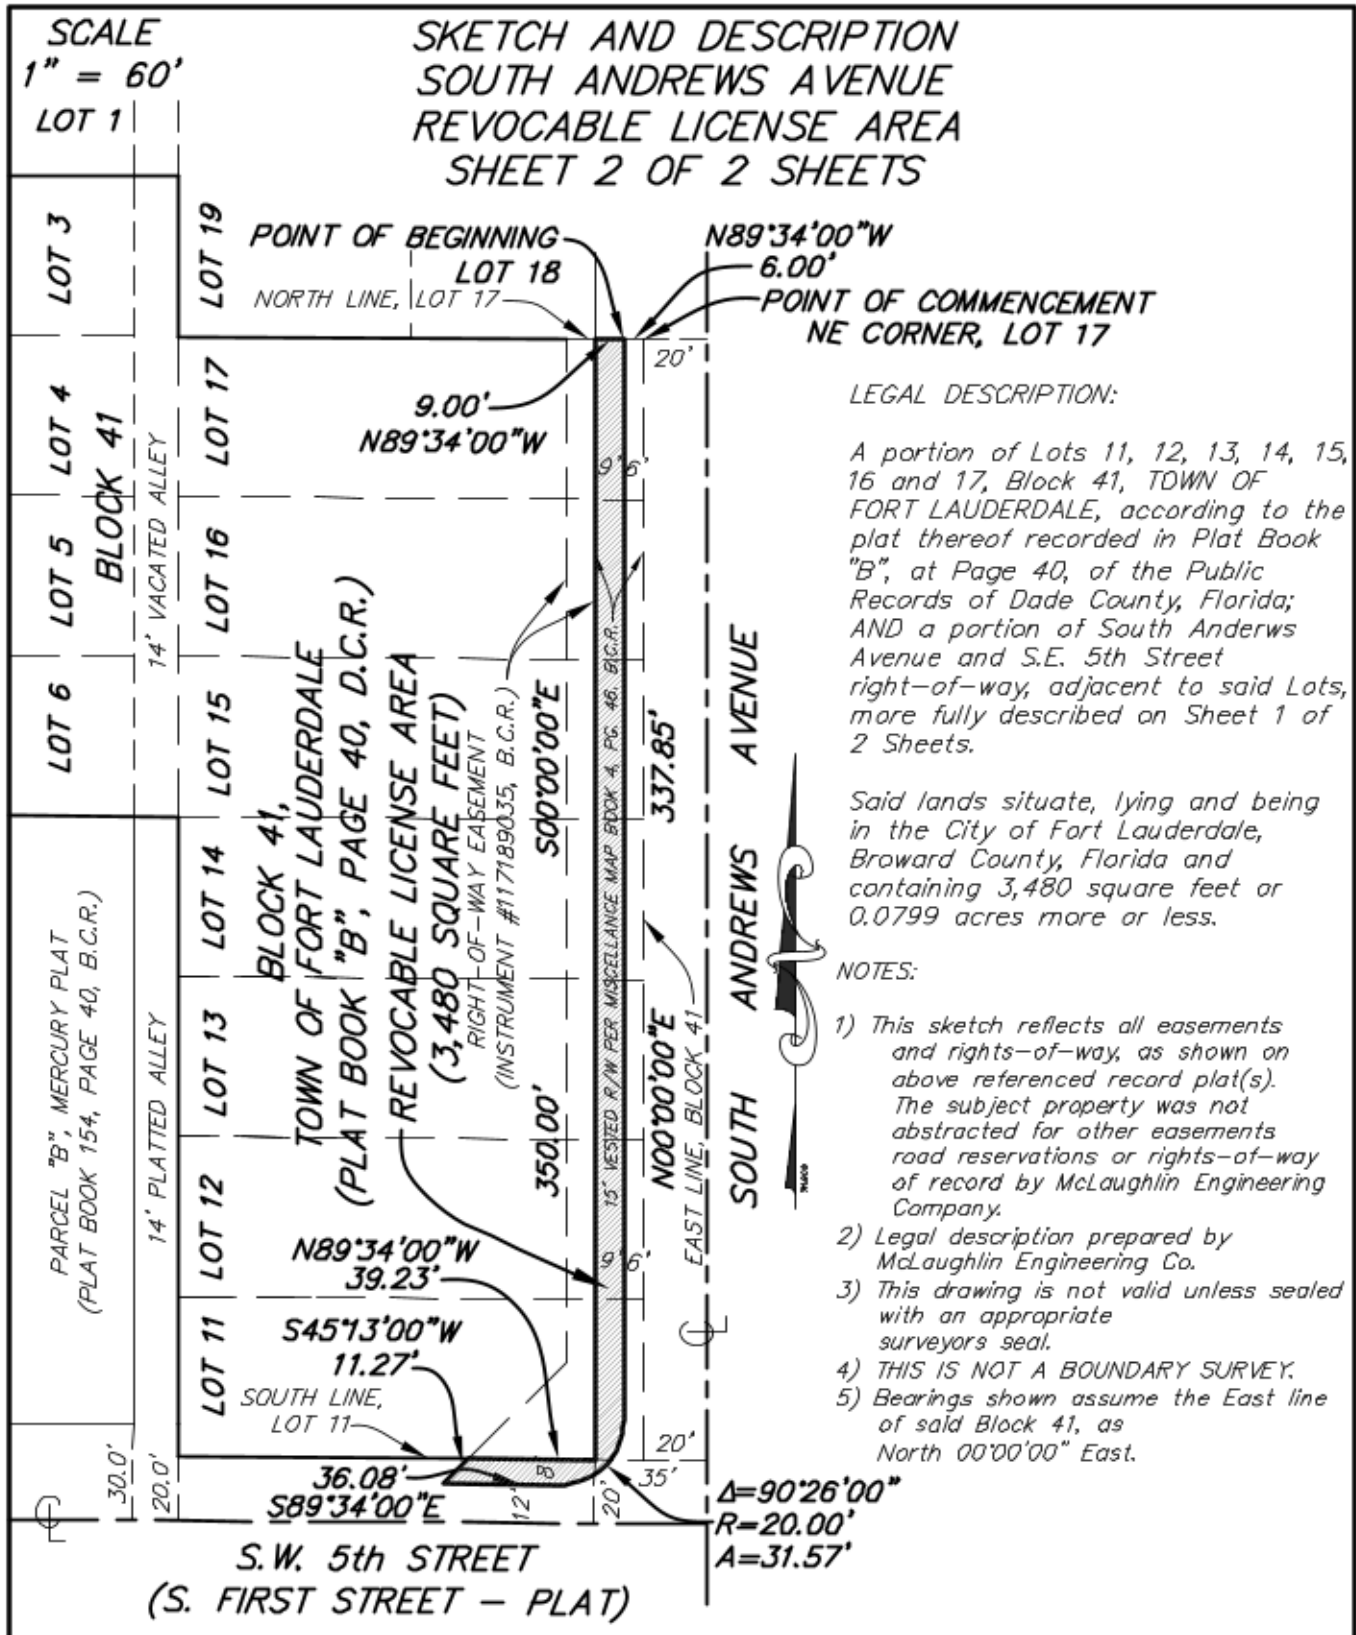 SCALE
1" = 60'
SKETCH AND DESCRIPTION
SOUTH ANDREWS AVENUE
REVOCABLE LICENSE AREA
SHEET 2 OF 2 SHEETS
LOT 1
LOT 3
LOT 19
POINT OF BEGINNING
LOT 18
NORTH LINE, LOT 17
N89°34'00"W
6.00'
POINT OF COMMENCEMENT
NE CORNER, LOT 17
20'
9.00'
N89°34'00"W
9'
6'
LOT 4
LOT 5
LOT 6
BLOCK 41
14' VACATED ALLEY
LOT 17
LOT 16
LOT 15
LOT 14
LOT 13
LOT 12
LOT 11
BLOCK 41,
TOWN OF FORT LAUDERDALE
(PLAT BOOK "B", PAGE 40, D.C.R.)
REVOCABLE LICENSE AREA
(3,480 SQUARE FEET)
RIGHT-OF-WAY EASEMENT
(INSTRUMENT #117189035, B.C.R.)
S00°00'00"E
350.00'
15' VESTED R/W PER MISCELLANCE MAP BOOK 4, PG. 46, B.C.R.
337.85'
N00°00'00"E
EAST LINE, BLOCK 41
SOUTH ANDREWS AVENUE
PARCEL "B", MERCURY PLAT
(PLAT BOOK 154, PAGE 40, B.C.R.)
14' PLATTED ALLEY
N89°34'00"W
39.23'
9'
6'
S45°13'00"W
11.27'
SOUTH LINE,
LOT 11
36.08'
S89°34'00"E
30.0'
20.0'
8'
12'
20'
20'
35'
Δ=90°26'00"
R=20.00'
A=31.57'
S.W. 5th STREET
(S. FIRST STREET - PLAT)
LEGAL DESCRIPTION:
A portion of Lots 11, 12, 13, 14, 15,
16 and 17, Block 41, TOWN OF
FORT LAUDERDALE, according to the
plat thereof recorded in Plat Book
"B", at Page 40, of the Public
Records of Dade County, Florida;
AND a portion of South Anderws
Avenue and S.E. 5th Street
right-of-way, adjacent to said Lots,
more fully described on Sheet 1 of
2 Sheets.
Said lands situate, lying and being
in the City of Fort Lauderdale,
Broward County, Florida and
containing 3,480 square feet or
0.0799 acres more or less.
NOTES:
1) This sketch reflects all easements
and rights-of-way, as shown on
above referenced record plat(s).
The subject property was not
abstracted for other easements
road reservations or rights-of-way
of record by McLaughlin Engineering
Company.
2) Legal description prepared by
McLaughlin Engineering Co.
3) This drawing is not valid unless sealed
with an appropriate
surveyors seal.
4) THIS IS NOT A BOUNDARY SURVEY.
5) Bearings shown assume the East line
of said Block 41, as
North 00°00'00" East.